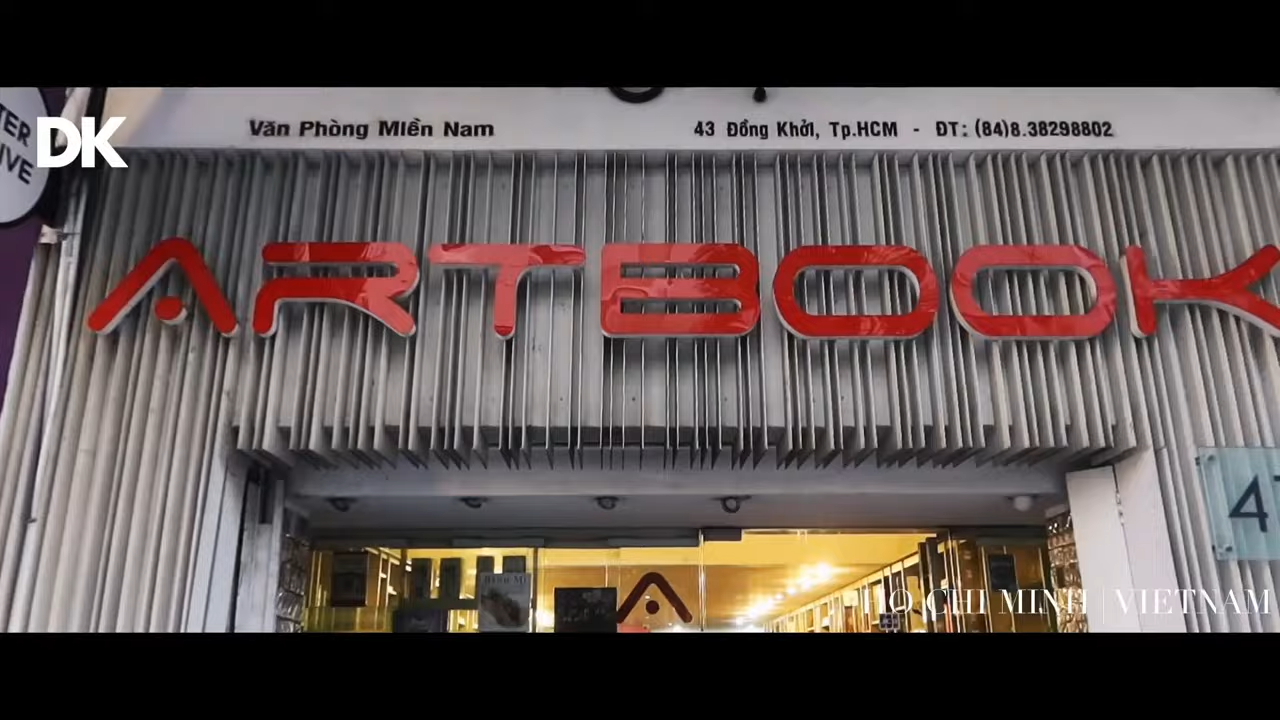 DK
Văn Phòng Miền Nam
43 Đồng Khởi, Tp.HCM - ĐT: (84)8.38298802
ARTBOOK
HO CHI MINH | VIETNAM